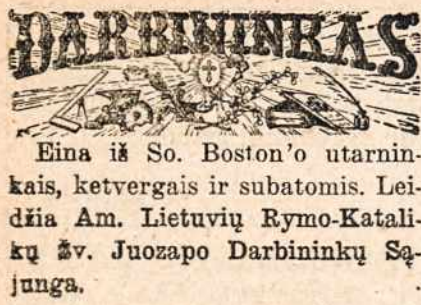 DARBININKAS
Eina iš So. Boston'o utarnin-
kais, ketvergais ir subatomis. Lei-
džia Am. Lietuvių Rymo-Katali-
kų žv. Juozapo Darbininkų Są-
junga.